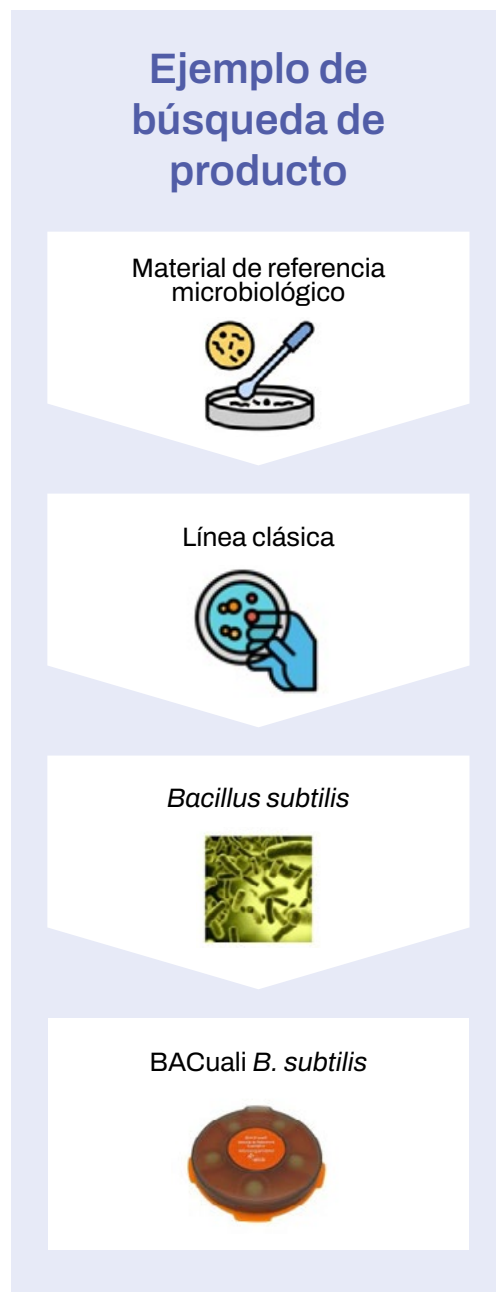 Ejemplo de
búsqueda de
producto
Material de referencia
microbiológico
Línea clásica
Bacillus subtilis
BACuali B. subtilis